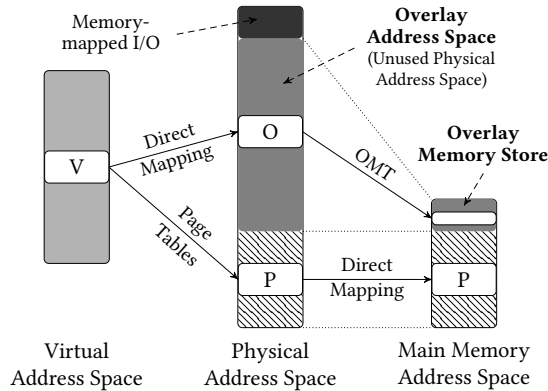 Memory-
mapped I/O
Overlay
Address Space
(Unused Physical
Address Space)
Overlay
Memory Store
V
Direct
Mapping
O
OMT
Page
Tables
P
Direct
Mapping
P
Virtual
Address Space
Physical
Address Space
Main Memory
Address Space